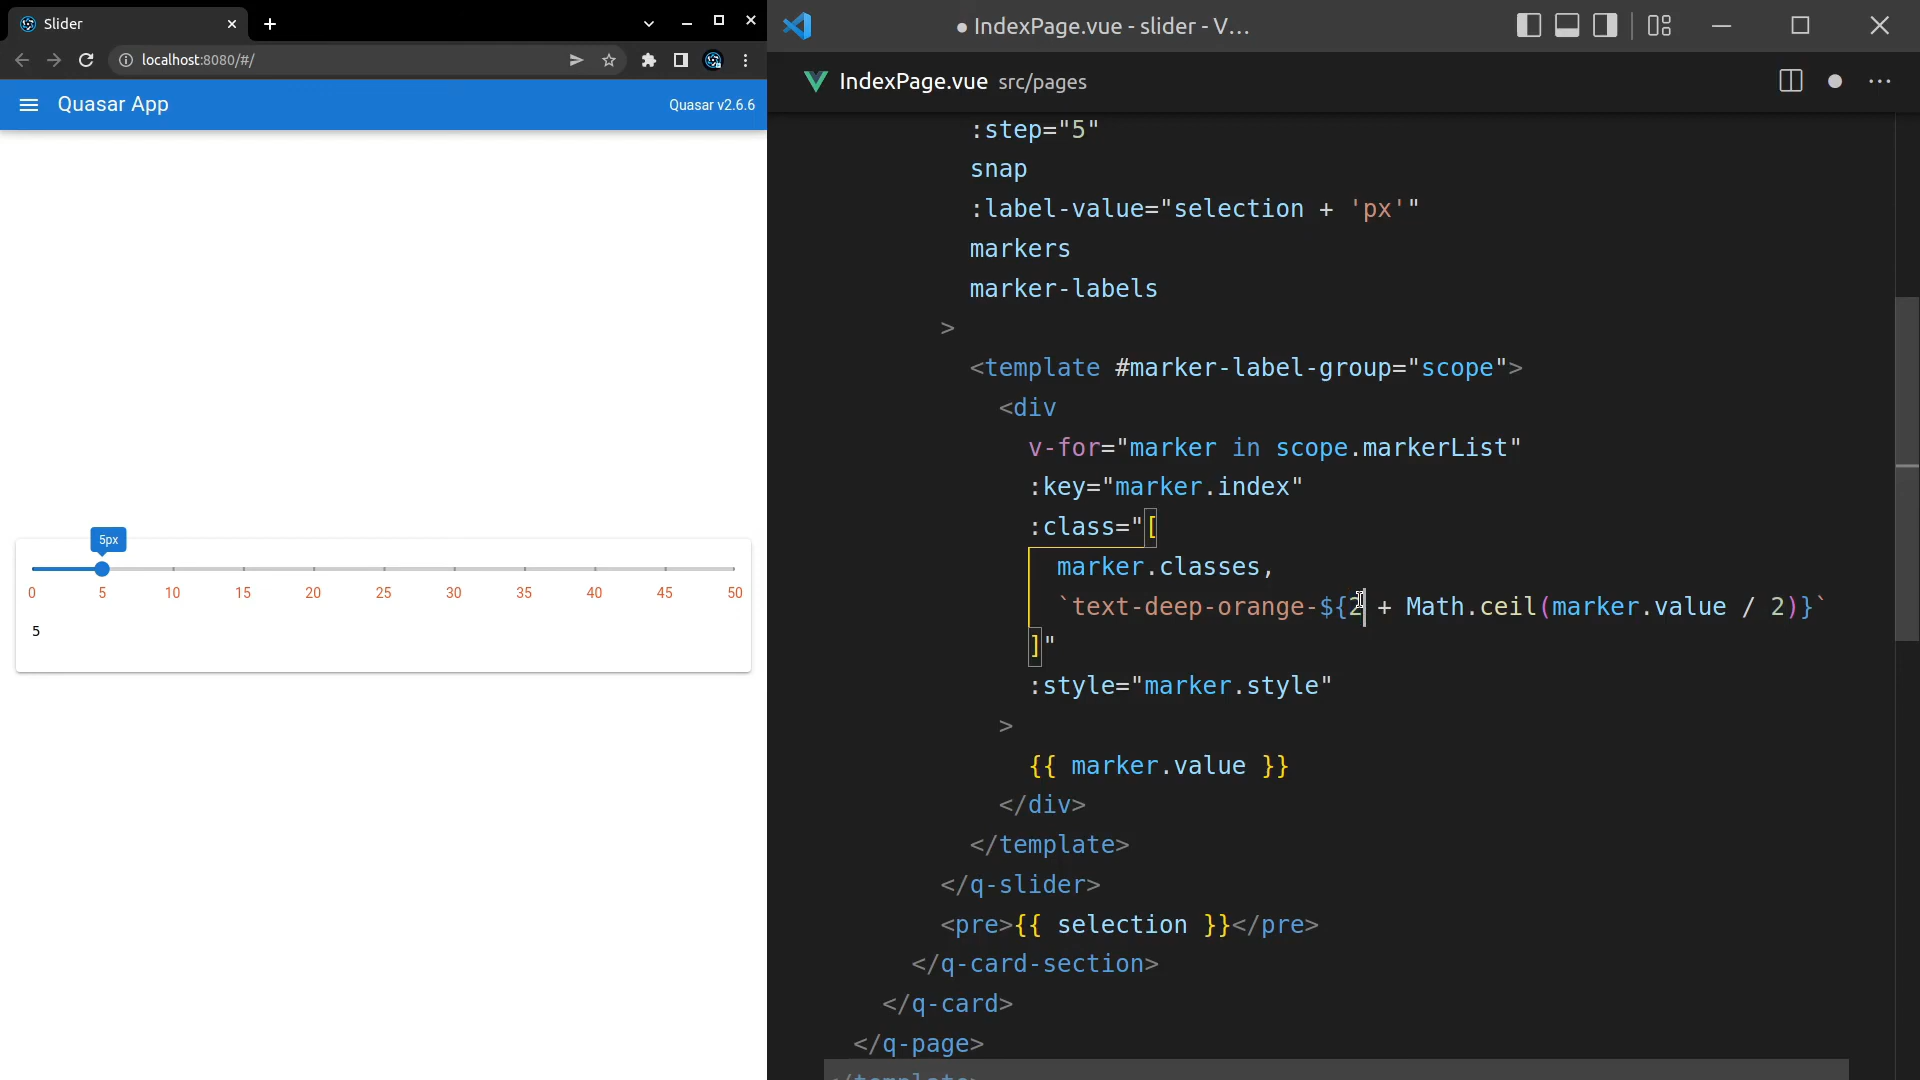 Slider
localhost:8080/#/
Quasar App
Quasar v2.6.6
5px
0 5 10 15 20 25 30 35 40 45 50
5
● IndexPage.vue - slider - V...
IndexPage.vue src/pages
:step="5"
snap
:label-value="selection + 'px'"
markers
marker-labels
>
<template #marker-label-group="scope">
<div
v-for="marker in scope.markerList"
:key="marker.index"
:class="[
marker.classes,
`text-deep-orange-${2 + Math.ceil(marker.value / 2)}`
]"
:style="marker.style"
>
{{ marker.value }}
</div>
</template>
</q-slider>
<pre>{{ selection }}</pre>
</q-card-section>
</q-card>
</q-page>
</template>